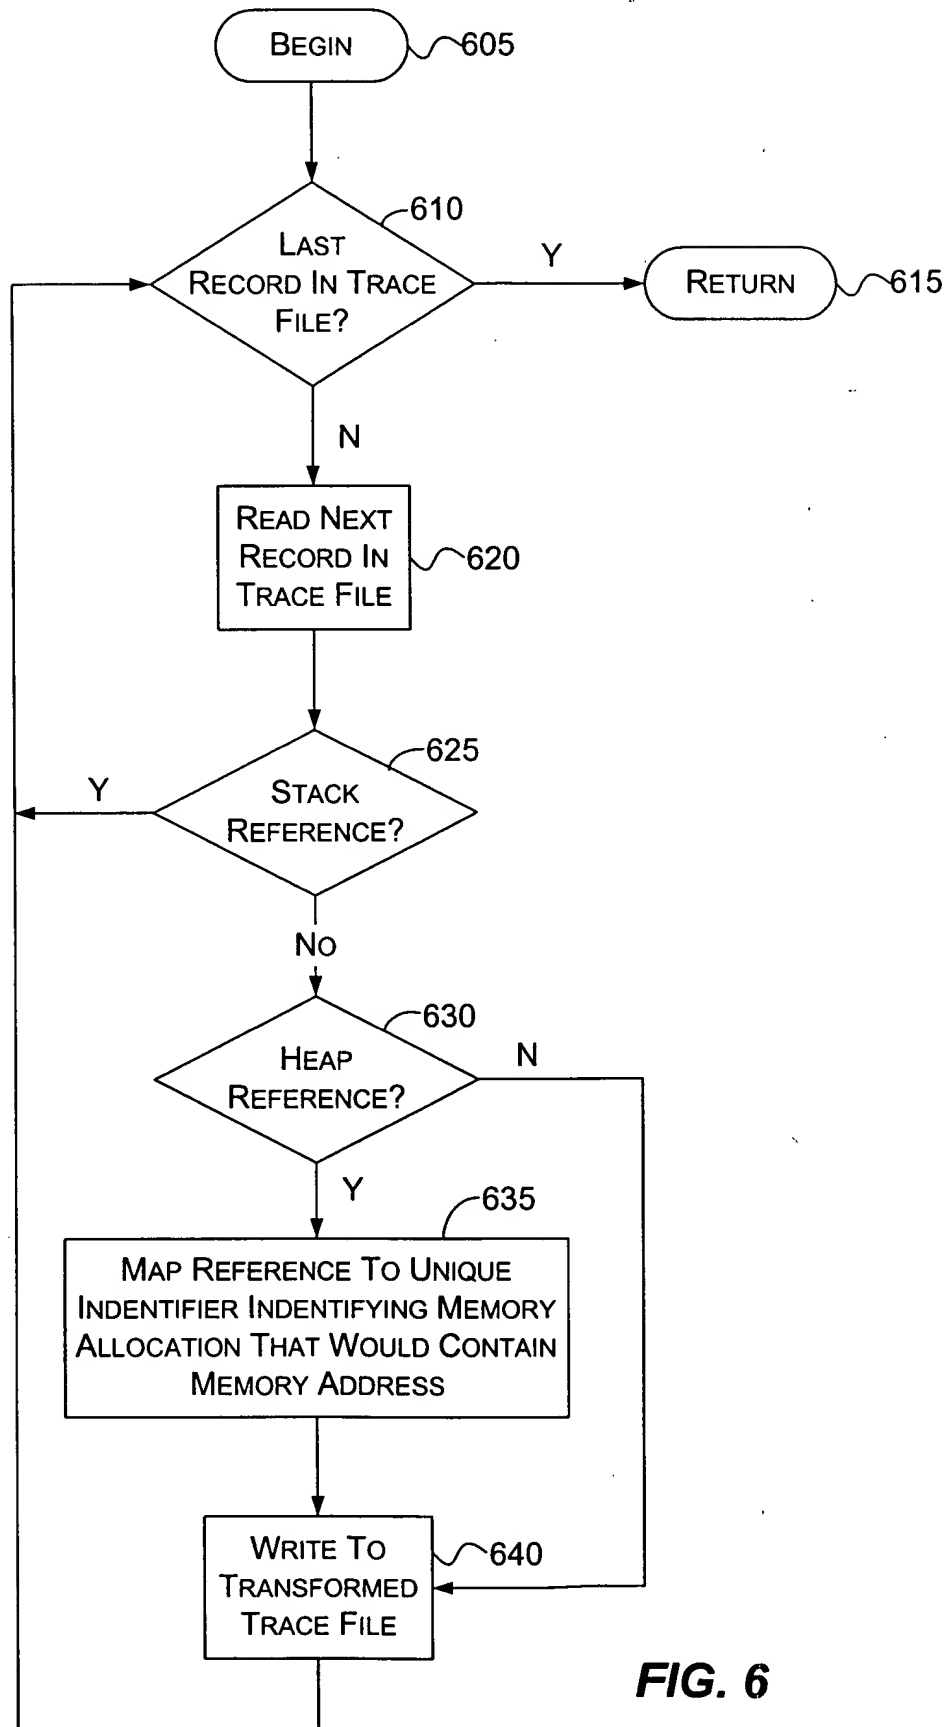 BEGIN
605
610
LAST
RECORD IN TRACE
FILE?
Y
RETURN
615
N
READ NEXT
RECORD IN
TRACE FILE
620
625
Y
STACK
REFERENCE?
NO
630
HEAP
REFERENCE?
N
Y
635
MAP REFERENCE TO UNIQUE
INDENTIFIER INDENTIFYING MEMORY
ALLOCATION THAT WOULD CONTAIN
MEMORY ADDRESS
WRITE TO
TRANSFORMED
TRACE FILE
640
FIG. 6